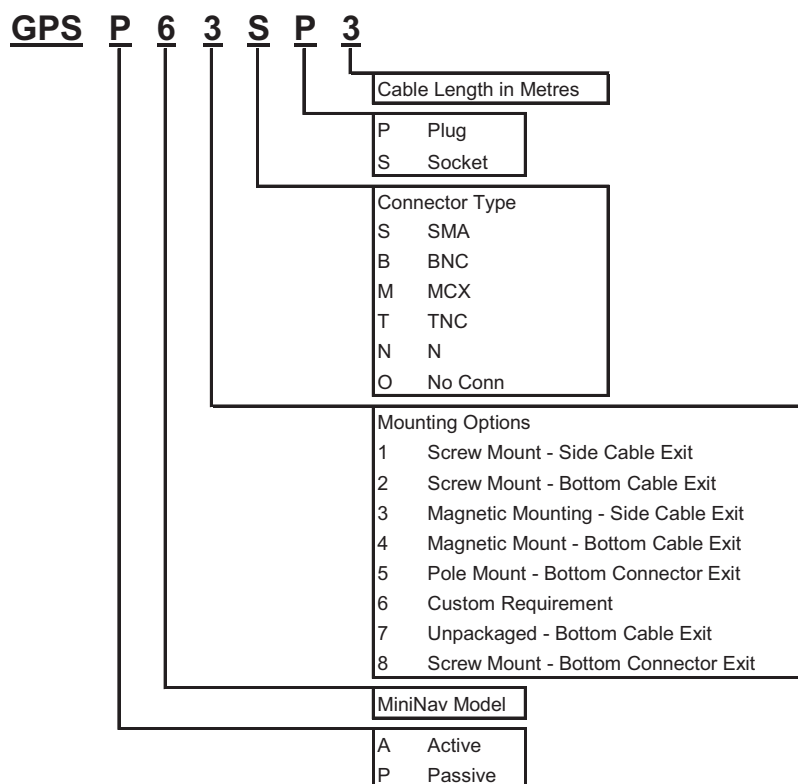 GPS P 6 3 S P 3
Cable Length in Metres
P Plug
S Socket
Connector Type
S SMA
B BNC
M MCX
T TNC
N N
O No Conn
Mounting Options
1 Screw Mount - Side Cable Exit
2 Screw Mount - Bottom Cable Exit
3 Magnetic Mounting - Side Cable Exit
4 Magnetic Mount - Bottom Cable Exit
5 Pole Mount - Bottom Connector Exit
6 Custom Requirement
7 Unpackaged - Bottom Cable Exit
8 Screw Mount - Bottom Connector Exit
MiniNav Model
A Active
P Passive